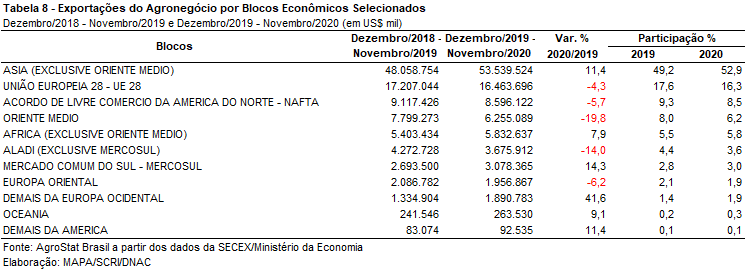 Tabela 8 - Exportações do Agronegócio por Blocos Econômicos Selecionados
Dezembro/2018 - Novembro/2019 e Dezembro/2019 - Novembro/2020 (em US$ mil)
Blocos Dezembro/2018 - Novembro/2019 Dezembro/2019 - Novembro/2020 Var. % 2020/2019 Participação % 2019 2020
ASIA (EXCLUSIVE ORIENTE MEDIO) 48.058.754 53.539.524 11,4 49,2 52,9
UNIÃO EUROPEIA 28 - UE 28 17.207.044 16.463.696 -4,3 17,6 16,3
ACORDO DE LIVRE COMERCIO DA AMERICA DO NORTE - NAFTA 9.117.426 8.596.122 -5,7 9,3 8,5
ORIENTE MEDIO 7.799.273 6.255.089 -19,8 8,0 6,2
AFRICA (EXCLUSIVE ORIENTE MEDIO) 5.403.434 5.832.637 7,9 5,5 5,8
ALADI (EXCLUSIVE MERCOSUL) 4.272.728 3.675.912 -14,0 4,4 3,6
MERCADO COMUM DO SUL - MERCOSUL 2.693.500 3.078.365 14,3 2,8 3,0
EUROPA ORIENTAL 2.086.782 1.956.867 -6,2 2,1 1,9
DEMAIS DA EUROPA OCIDENTAL 1.334.904 1.890.783 41,6 1,4 1,9
OCEANIA 241.546 263.530 9,1 0,2 0,3
DEMAIS DA AMERICA 83.074 92.535 11,4 0,1 0,1
Fonte: AgroStat Brasil a partir dos dados da SECEX/Ministério da Economia
Elaboração: MAPA/SCRI/DNAC